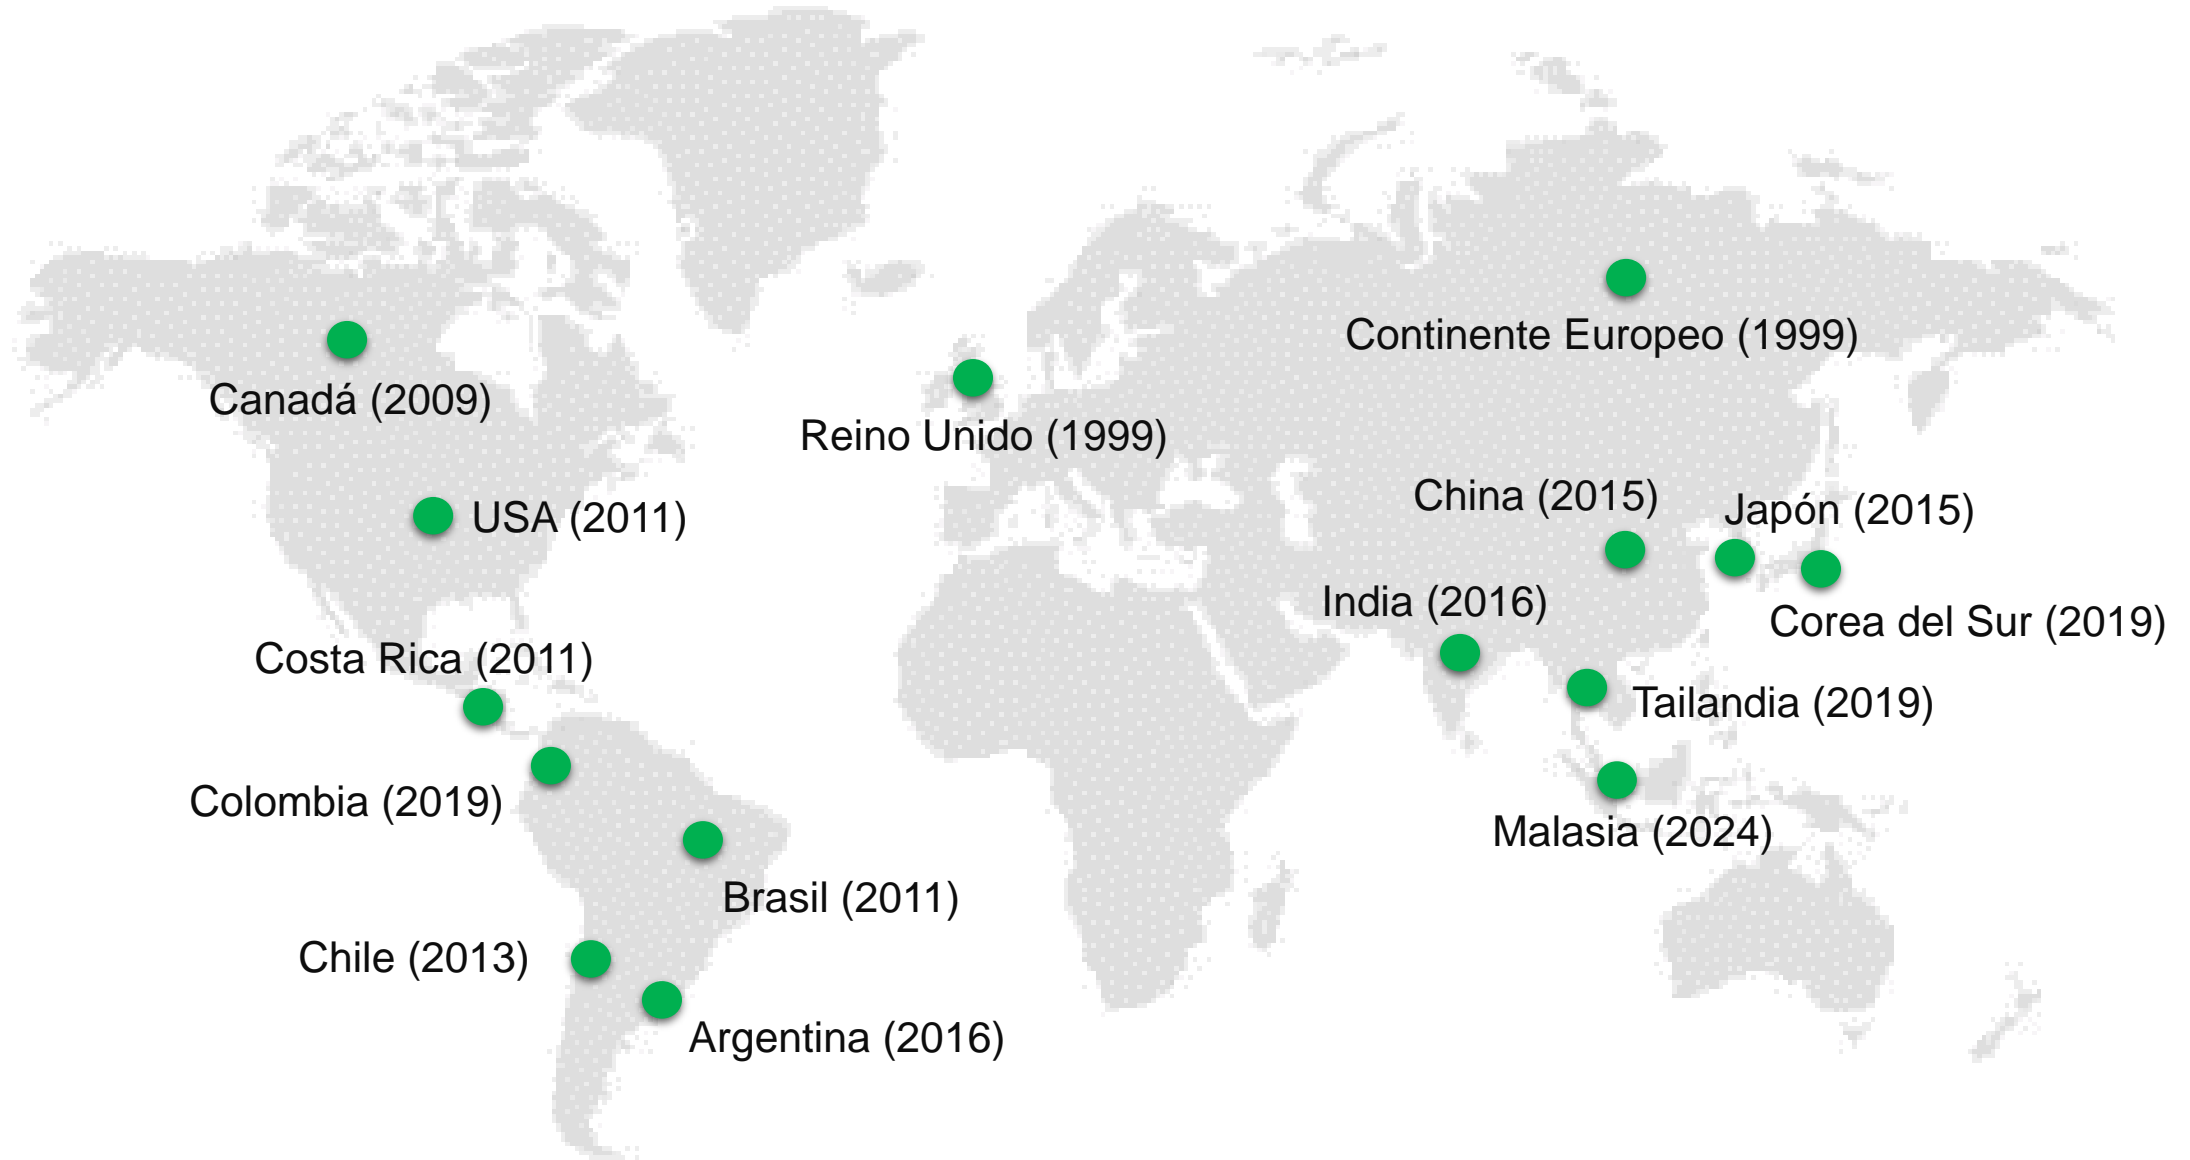 Continente Europeo (1999)
Canadá (2009)
Reino Unido (1999)
China (2015)
Japón (2015)
USA (2011)
India (2016)
Corea del Sur (2019)
Costa Rica (2011)
Tailandia (2019)
Colombia (2019)
Malasia (2024)
Brasil (2011)
Chile (2013)
Argentina (2016)